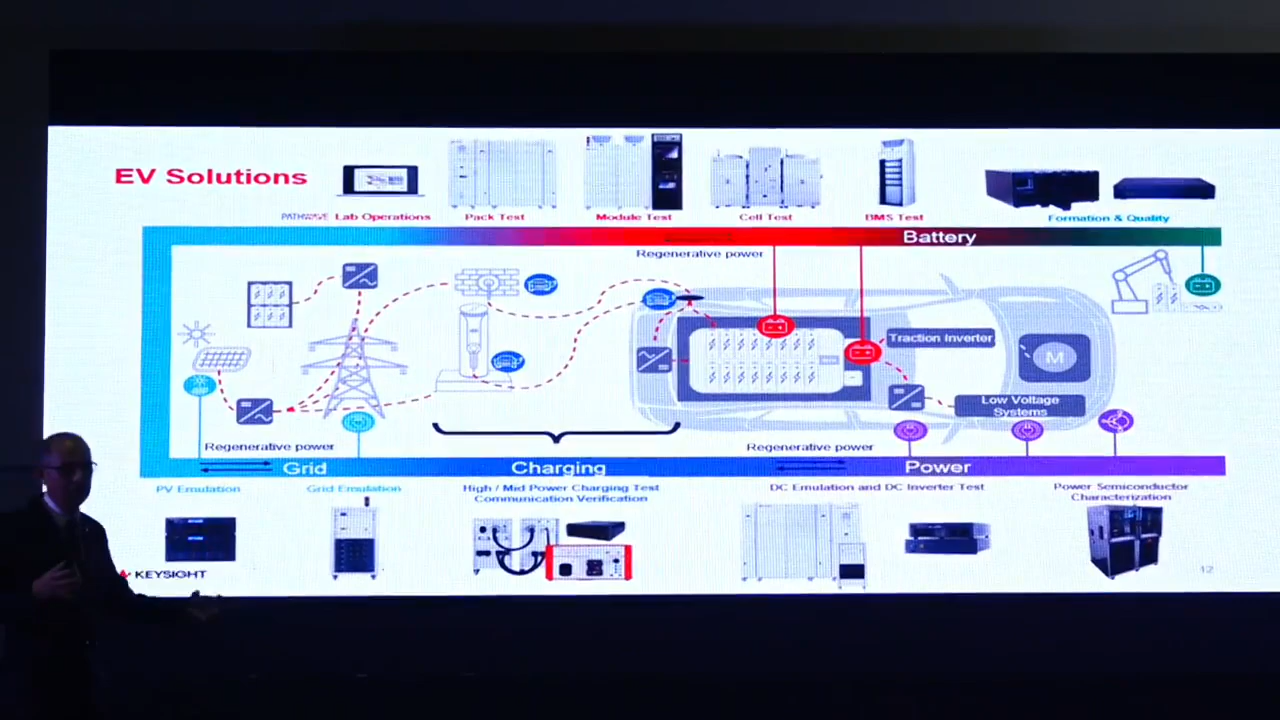 EV Solutions
PATHWISE Lab Operations
Pack Test
Module Test
Cell Test
BMS Test
Formation & Quality
Battery
Regenerative power
Traction Inverter
M
Low Voltage
Systems
Regenerative power
Regenerative power
Grid
Charging
Power
PV Emulation
Grid Emulation
High / Mid Power Charging Test
Communication Verification
DC Emulation and DC Inverter Test
Power Semiconductor
Characterization
KEYSIGHT
12